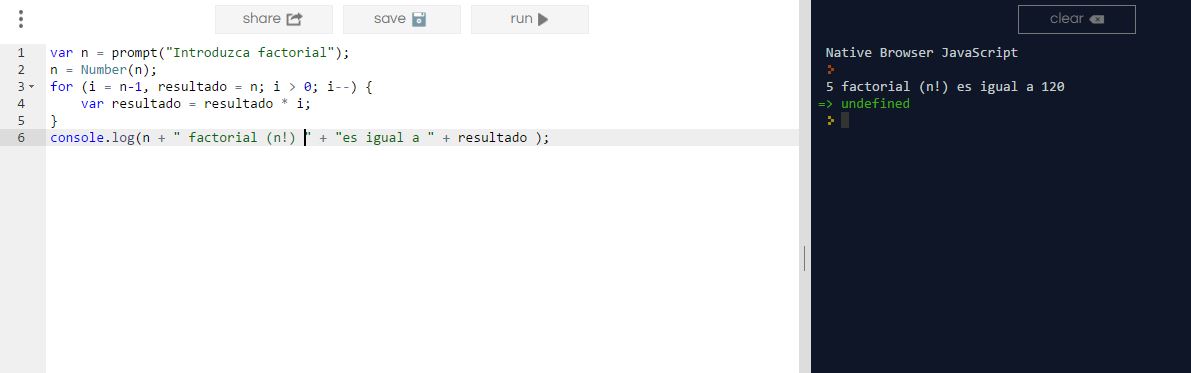 share save run clear
1 var n = prompt("Introduzca factorial");
2 n = Number(n);
3 for (i = n-1, resultado = n; i > 0; i--) {
4 var resultado = resultado * i;
5 }
6 console.log(n + " factorial (n!) " + "es igual a " + resultado );
Native Browser JavaScript
5 factorial (n!) es igual a 120
=> undefined